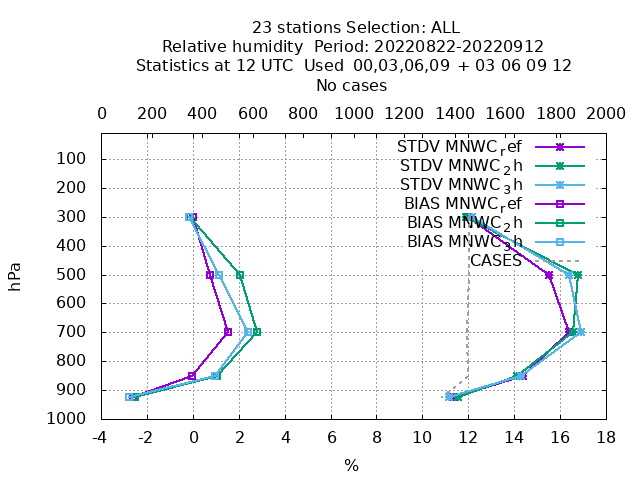 23 stations Selection: ALL
Relative humidity  Period: 20220822-20220912
Statistics at 12 UTC  Used  00,03,06,09 + 03 06 09 12
No cases
0 200 400 600 800 1000 1200 1400 1600 1800 2000
STDV MNWC_ref
STDV MNWC_2h
STDV MNWC_3h
BIAS MNWC_ref
BIAS MNWC_2h
BIAS MNWC_3h
CASES
100
200
300
400
500
600
700
800
900
1000
hPa
-4 -2 0 2 4 6 8 10 12 14 16 18
%